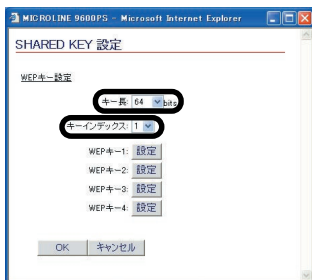 MICROLINE 9600PS - Microsoft Internet Explorer
SHARED KEY 設定
WEPキー設定
キー長: 64 bits
キーインデックス: 1
WEPキー1: 設定
WEPキー2: 設定
WEPキー3: 設定
WEPキー4: 設定
OK キャンセル